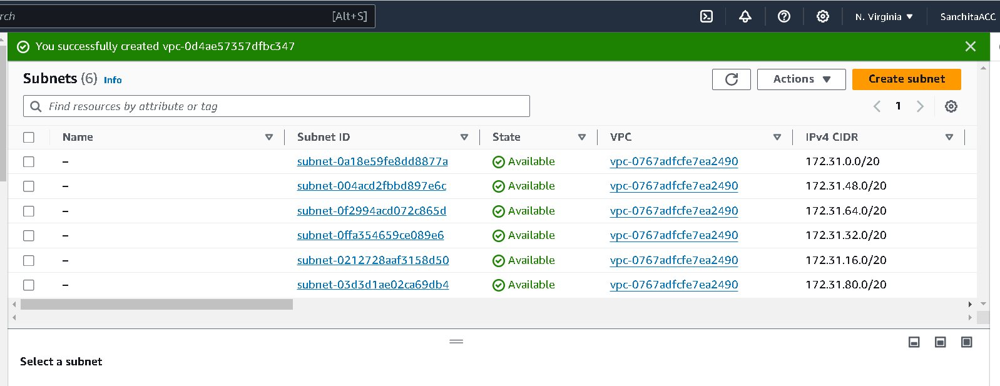 rch [Alt+S] N. Virginia ▼ SanchitaACC
You successfully created vpc-0d4ae57357dfbc347
Subnets (6) Info Actions ▼ Create subnet
Find resources by attribute or tag 1
Name Subnet ID State VPC IPv4 CIDR
– subnet-0a18e59fe8dd8877a Available vpc-0767adfcfe7ea2490 172.31.0.0/20
– subnet-004acd2fbbd897e6c Available vpc-0767adfcfe7ea2490 172.31.48.0/20
– subnet-0f2994acd072c865d Available vpc-0767adfcfe7ea2490 172.31.64.0/20
– subnet-0ffa354659ce089e6 Available vpc-0767adfcfe7ea2490 172.31.32.0/20
– subnet-0212728aaf3158d50 Available vpc-0767adfcfe7ea2490 172.31.16.0/20
– subnet-03d3d1ae02ca69db4 Available vpc-0767adfcfe7ea2490 172.31.80.0/20
Select a subnet